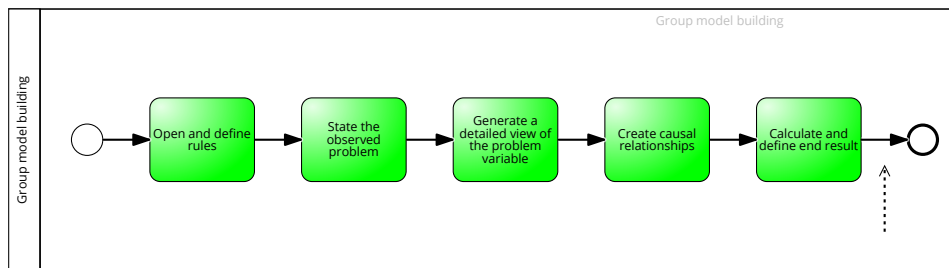 Group model building
Group model building
Open and define
rules
State the
observed
problem
Generate a
detailed view of
the problem
variable
Create causal
relationships
Calculate and
define end result